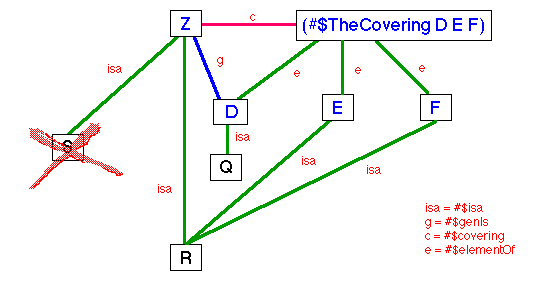 Z
c
(#$TheCovering D E F)
isa
g
e
e
e
D
E
F
S
isa
Q
isa
isa
isa
R
isa = #$isa
g = #$genls
c = #$covering
e = #$elementOf